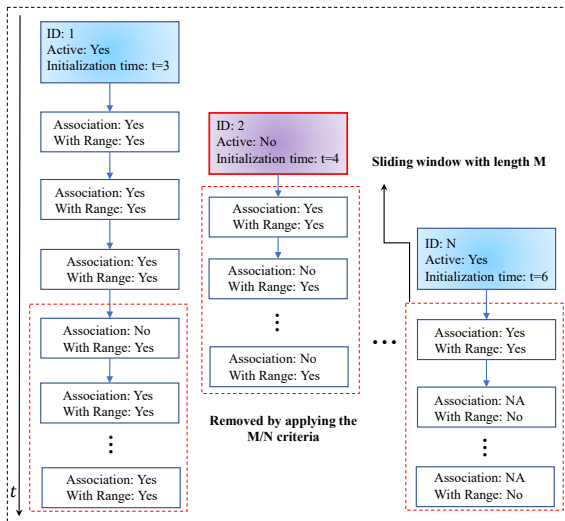 ID: 1
Active: Yes
Initialization time: t=3
Association: Yes
With Range: Yes
Association: Yes
With Range: Yes
Association: Yes
With Range: Yes
Association: No
With Range: Yes
Association: Yes
With Range: Yes
Association: Yes
With Range: Yes
t
ID: 2
Active: No
Initialization time: t=4
Association: Yes
With Range: Yes
Association: No
With Range: Yes
Association: No
With Range: Yes
Removed by applying the
M/N criteria
Sliding window with length M
ID: N
Active: Yes
Initialization time: t=6
Association: Yes
With Range: Yes
Association: NA
With Range: No
Association: NA
With Range: No